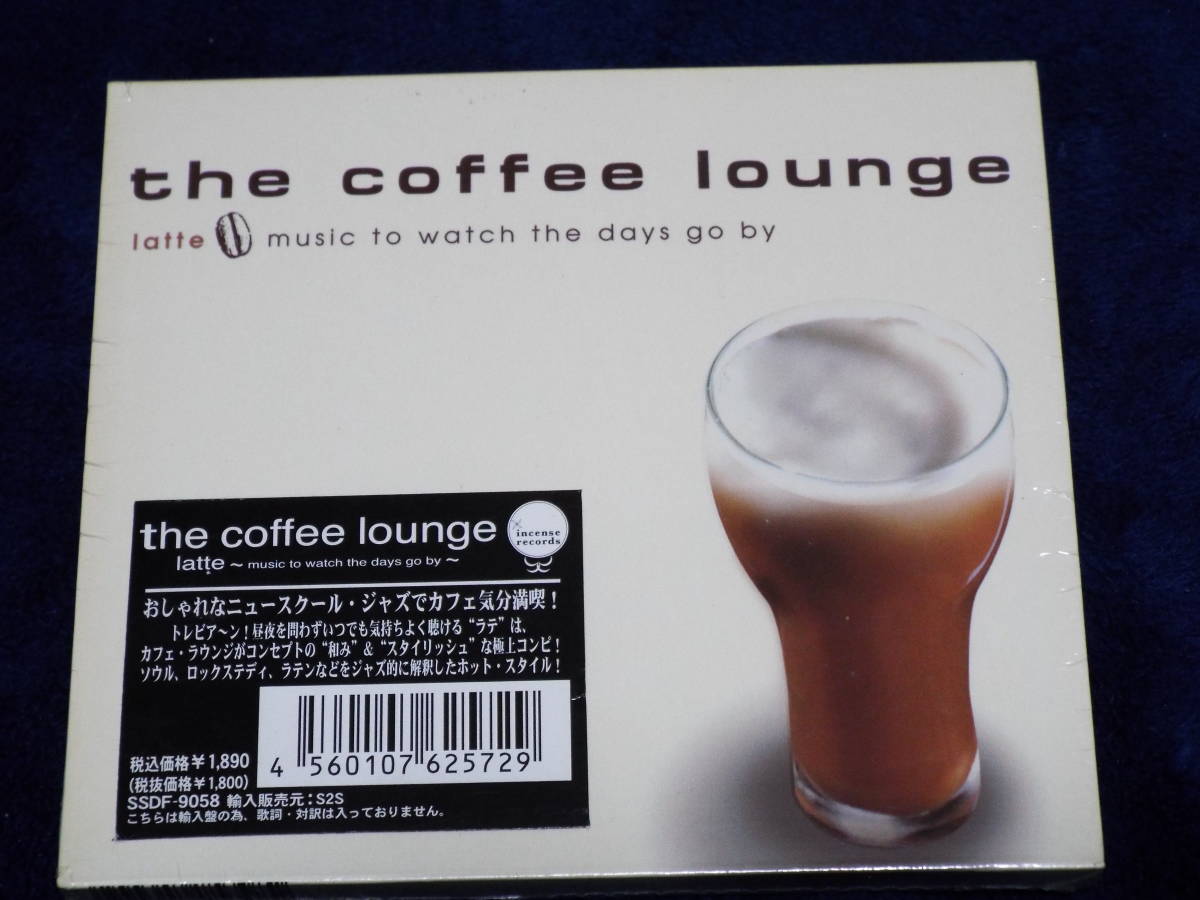 the coffee lounge
latte music to watch the days go by
the coffee lounge
incense
records
latte ~ music to watch the days go by ~
おしゃれなニュースクール・ジャズでカフェ気分満喫!
トレビア〜ン!昼夜を問わずいつでも気持ちよく聴ける“ラテ”は、
カフェ・ラウンジがコンセプトの“和み”&“スタイリッシュ”な極上コンピ!
ソウル、ロックステディ、ラテンなどをジャズ的に解釈したホット・スタイル!
税込価格¥1,890
(税抜価格¥1,800)
4 560107 625729
SSDF-9058 輸入販売元:S2S
こちらは輸入盤の為、歌詞・対訳は入っておりません。